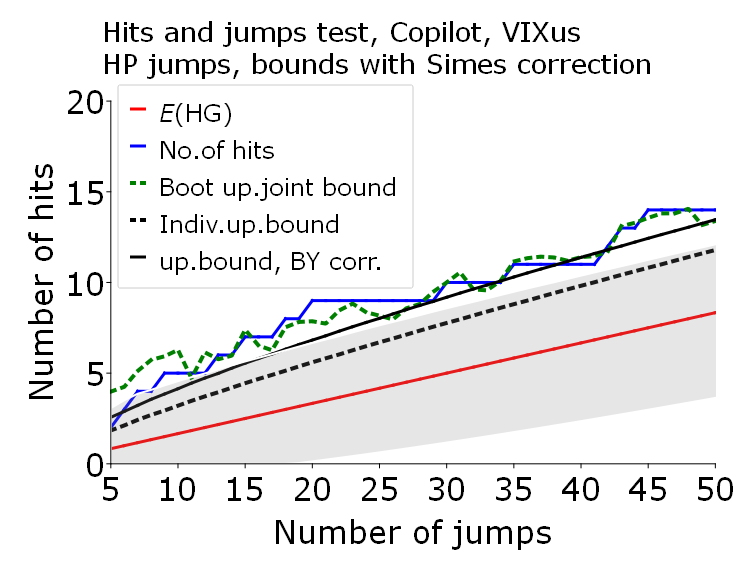 Hits and jumps test, Copilot, VIXus
HP jumps, bounds with Simes correction
E(HG)
No.of hits
Boot up.joint bound
Indiv.up.bound
up.bound, BY corr.
Number of hits
20
15
10
5
0
5 10 15 20 25 30 35 40 45 50
Number of jumps